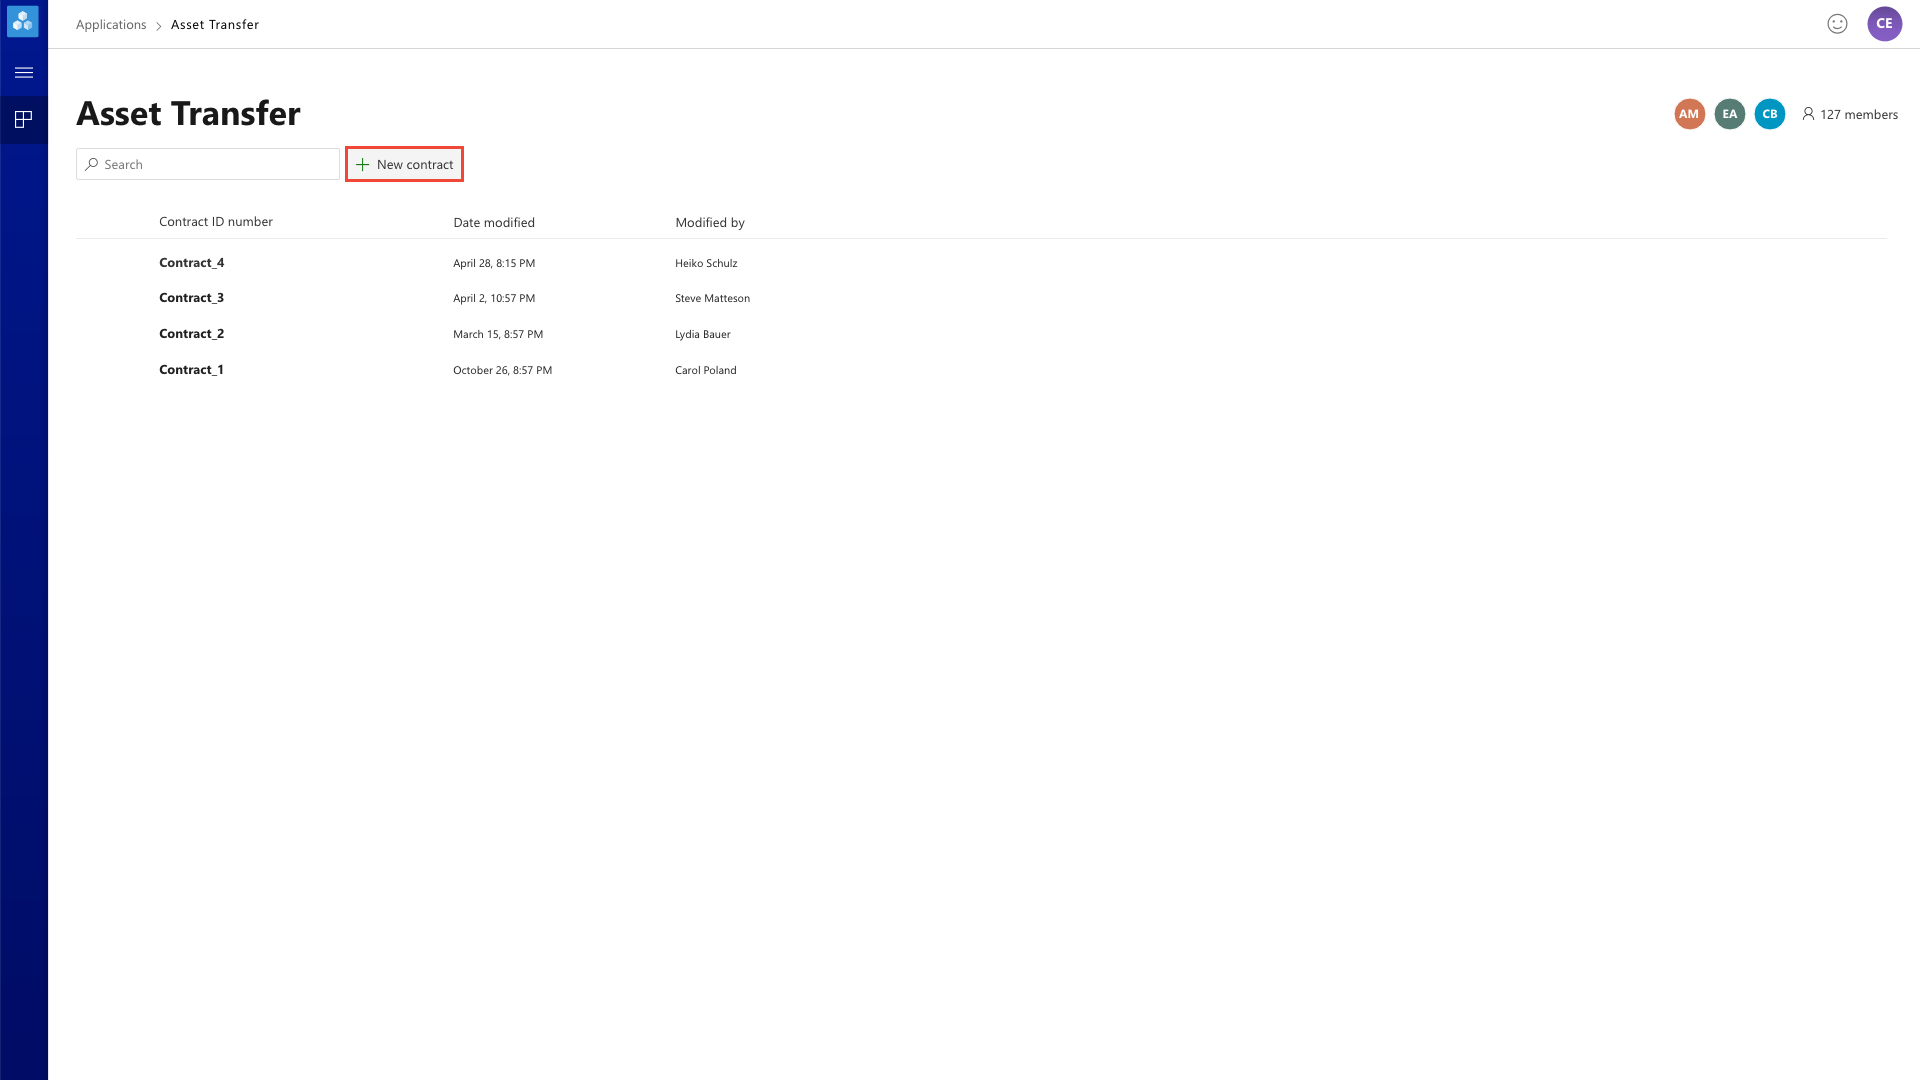 Applications > Asset Transfer
CE
Asset Transfer
AM EA CB 127 members
Search
New contract
Contract ID number Date modified Modified by
Contract_4 April 28, 8:15 PM Heiko Schulz
Contract_3 April 2, 10:57 PM Steve Matteson
Contract_2 March 15, 8:57 PM Lydia Bauer
Contract_1 October 26, 8:57 PM Carol Poland